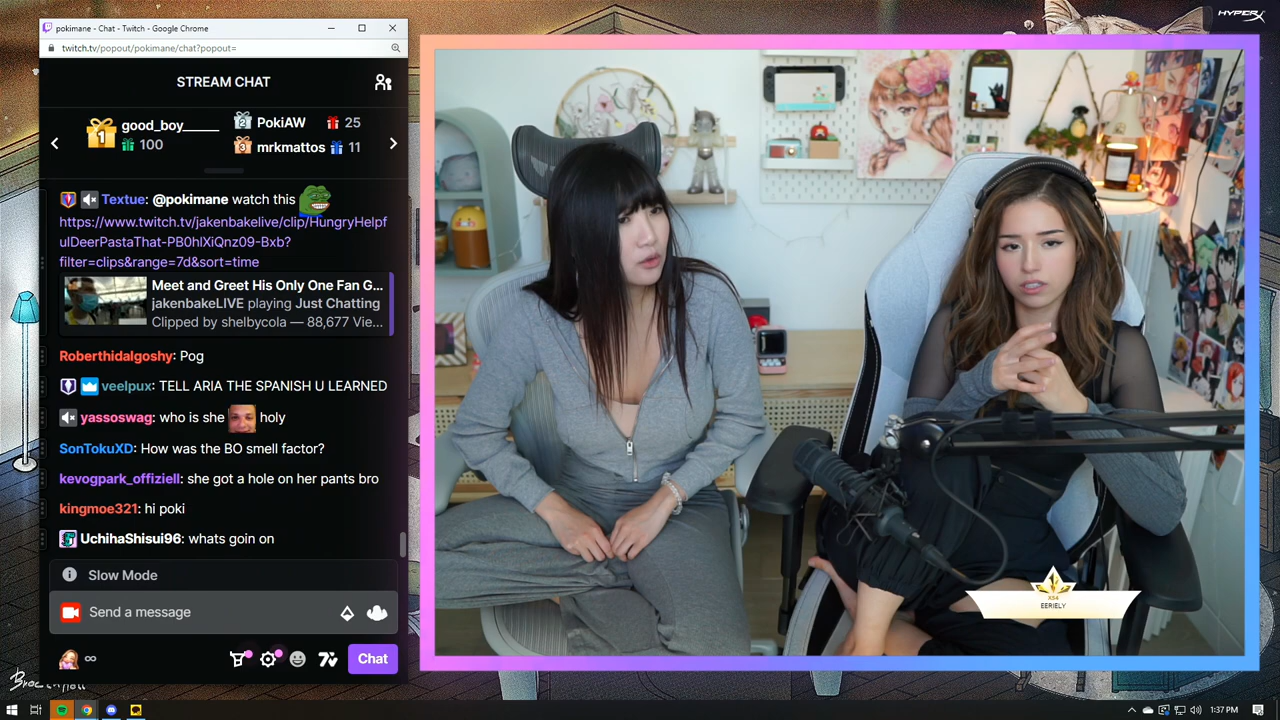 pokimane - Chat - Twitch - Google Chrome
twitch.tv/popout/pokimane/chat?popout=
STREAM CHAT
1 good_boy_____ 100
2 PokiAW 25
3 mrkmattos 11
Textue: @pokimane watch this
https://www.twitch.tv/jakenbakelive/clip/HungryHelpf
ulDeerPastaThat-PB0hlXiQnz09-Bxb?
filter=clips&range=7d&sort=time
Meet and Greet His Only One Fan G...
jakenbakeLIVE playing Just Chatting
Clipped by shelbycola — 88,677 Vie...
Roberthidalgoshy: Pog
veelpux: TELL ARIA THE SPANISH U LEARNED
yassoswag: who is she holy
SonTokuXD: How was the BO smell factor?
kevogpark_offiziell: she got a hole on her pants bro
kingmoe321: hi poki
UchihaShisui96: whats goin on
Slow Mode
Send a message
∞
7V
Chat
HYPERX
X54
EERIELY
1:37 PM